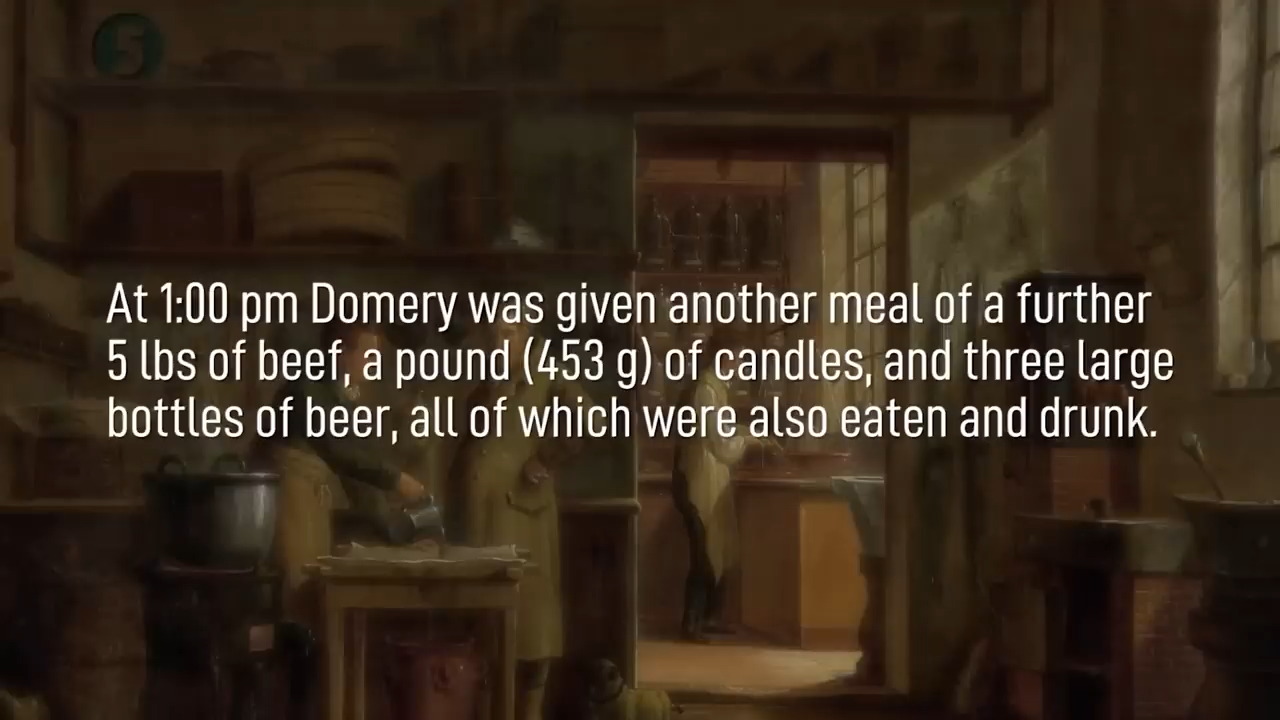 5
At 1:00 pm Domery was given another meal of a further
5 lbs of beef, a pound (453 g) of candles, and three large
bottles of beer, all of which were also eaten and drunk.